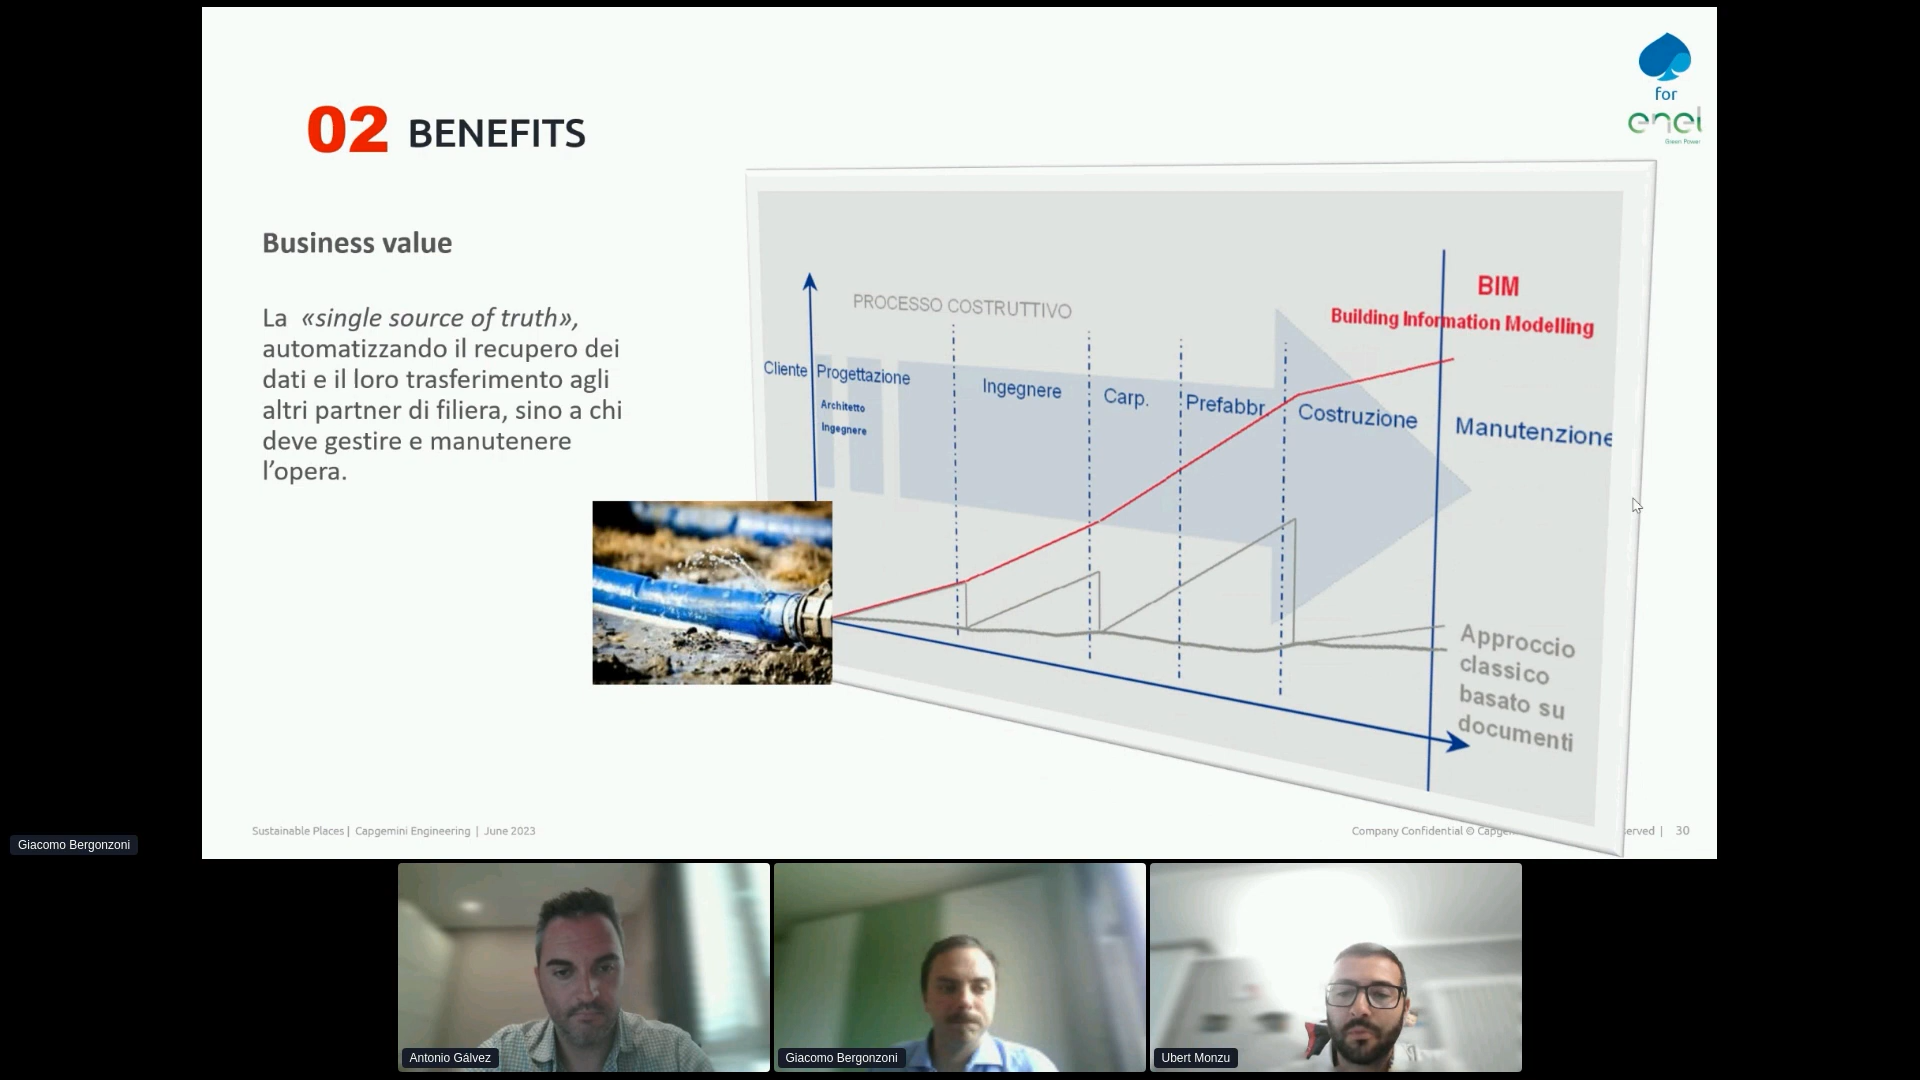 for
enel
Green Power
02 BENEFITS
Business value
La «single source of truth»,
automatizzando il recupero dei
dati e il loro trasferimento agli
altri partner di filiera, sino a chi
deve gestire e manutenere
l’opera.
PROCESSO COSTRUTTIVO
BIM
Building Information Modelling
Cliente
Progettazione
Architetto
Ingegnere
Ingegnere
Carp.
Prefabbr
Costruzione
Manutenzione
Approccio
classico
basato su
documenti
Sustainable Places | Capgemini Engineering | June 2023
Company Confidential © | 30
Giacomo Bergonzoni
Antonio Gálvez
Giacomo Bergonzoni
Ubert Monzu